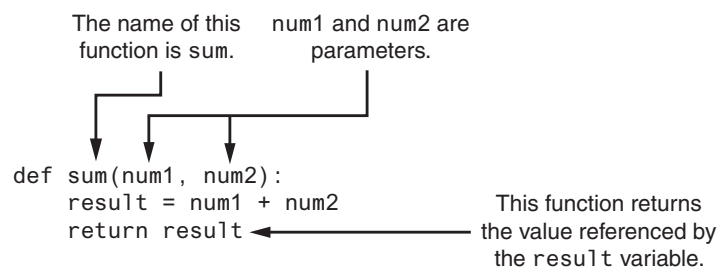 The name of this
function is sum.
num1 and num2 are
parameters.
def sum(num1, num2):
    result = num1 + num2
    return result
This function returns
the value referenced by
the result variable.